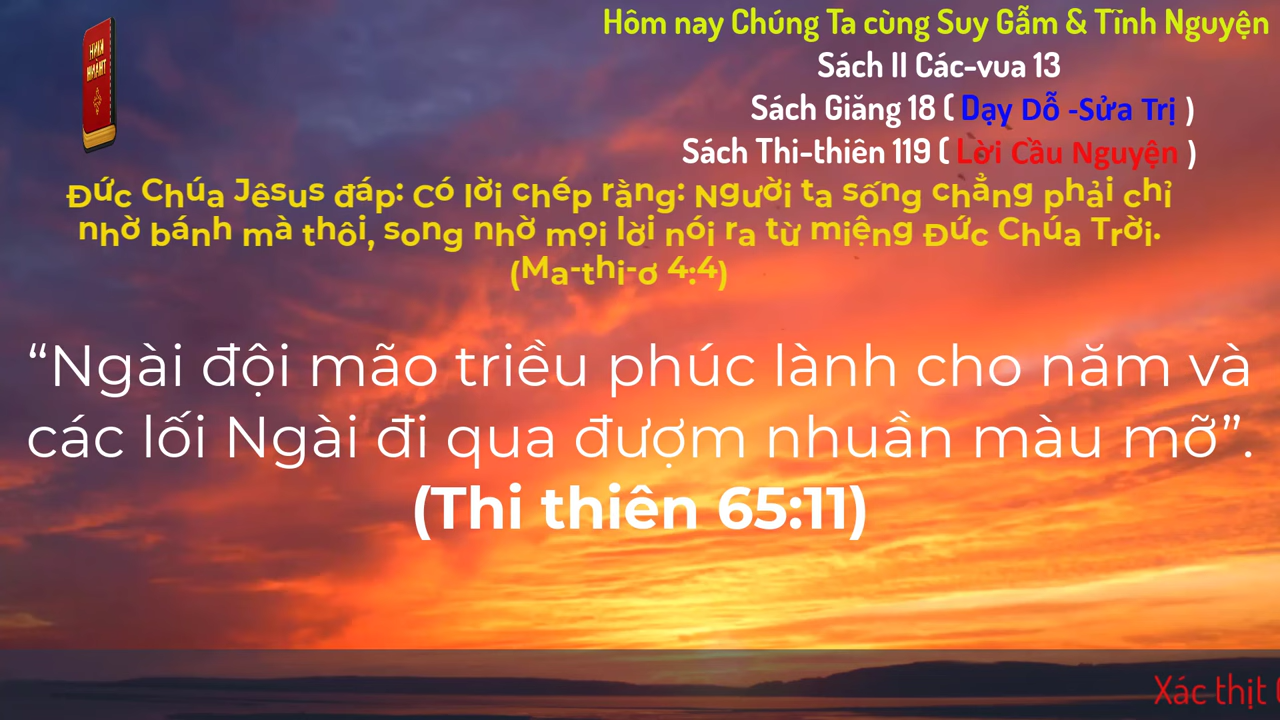 Hôm nay Chúng Ta cùng Suy Gẫm & Tĩnh Nguyện
Sách II Các-vua 13
Sách Giăng 18 ( Dạy Dỗ -Sửa Trị )
Sách Thi-thiên 119 ( Lời Cầu Nguyện )
Đức Chúa Jêsus đáp: Có lời chép rằng: Người ta sống chẳng phải chỉ
nhờ bánh mà thôi, song nhờ mọi lời nói ra từ miệng Đức Chúa Trời.
(Ma-thi-ơ 4:4)
“Ngài đội mão triều phúc lành cho năm và
các lối Ngài đi qua đượm nhuần màu mỡ”.
(Thi thiên 65:11)
Xác thịt